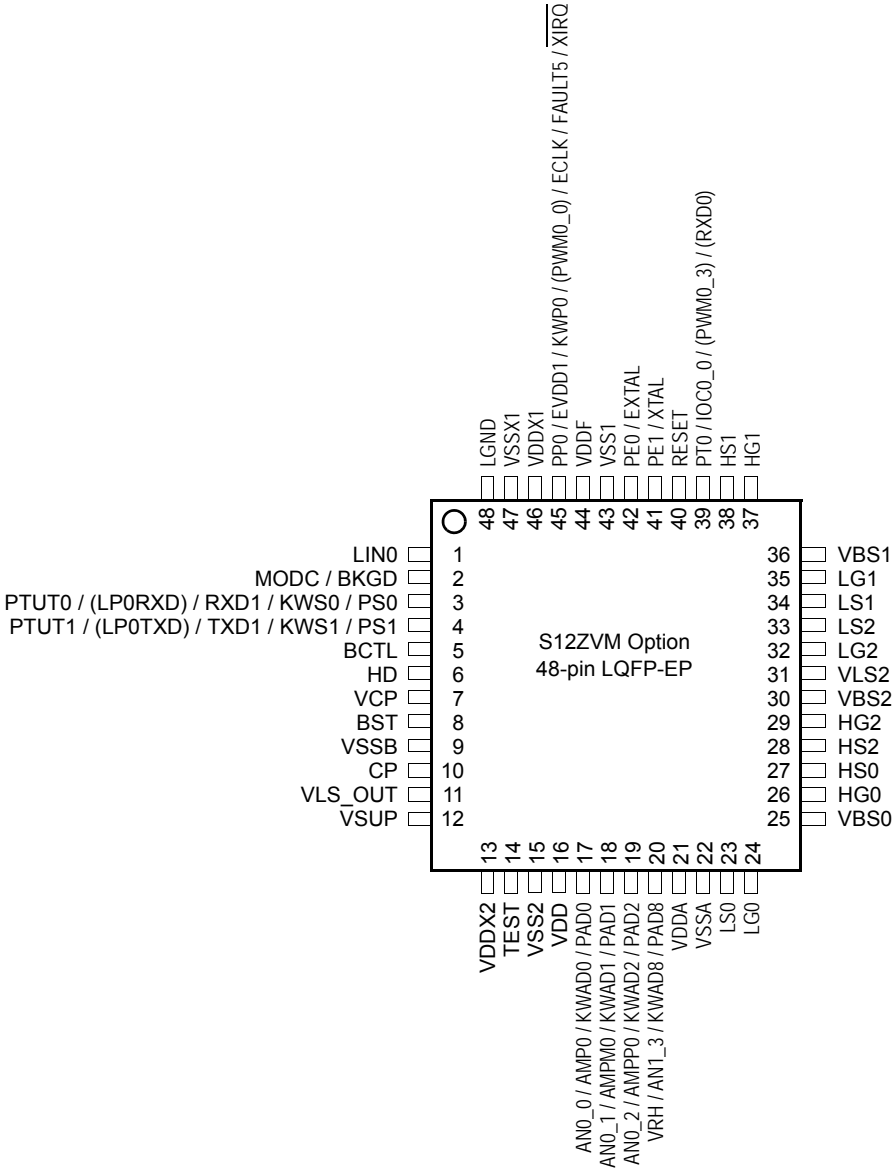 PP0 / EVDD1 / KWP0 / (PWM0_0) / ECLK / FAULT5 / XIRQ
LGND
VSSX1
VDDX1
VDDF
VSS1
PE0 / EXTAL
PE1 / XTAL
RESET
PT0 / IOC0_0 / (PWM0_3) / (RXD0)
HS1
HG1
48
47
46
45
44
43
42
41
40
39
38
37
LIN0 1
MODC / BKGD 2
PTUT0 / (LP0RXD) / RXD1 / KWS0 / PS0 3
PTUT1 / (LP0TXD) / TXD1 / KWS1 / PS1 4
BCTL 5
HD 6
VCP 7
BST 8
VSSB 9
CP 10
VLS_OUT 11
VSUP 12
S12ZVM Option
48-pin LQFP-EP
36 VBS1
35 LG1
34 LS1
33 LS2
32 LG2
31 VLS2
30 VBS2
29 HG2
28 HS2
27 HS0
26 HG0
25 VBS0
13
14
15
16
17
18
19
20
21
22
23
24
VDDX2
TEST
VSS2
VDD
AN0_0 / AMP0 / KWAD0 / PAD0
AN0_1 / AMPM0 / KWAD1 / PAD1
AN0_2 / AMPP0 / KWAD2 / PAD2
VRH / AN1_3 / KWAD8 / PAD8
VDDA
VSSA
LS0
LG0